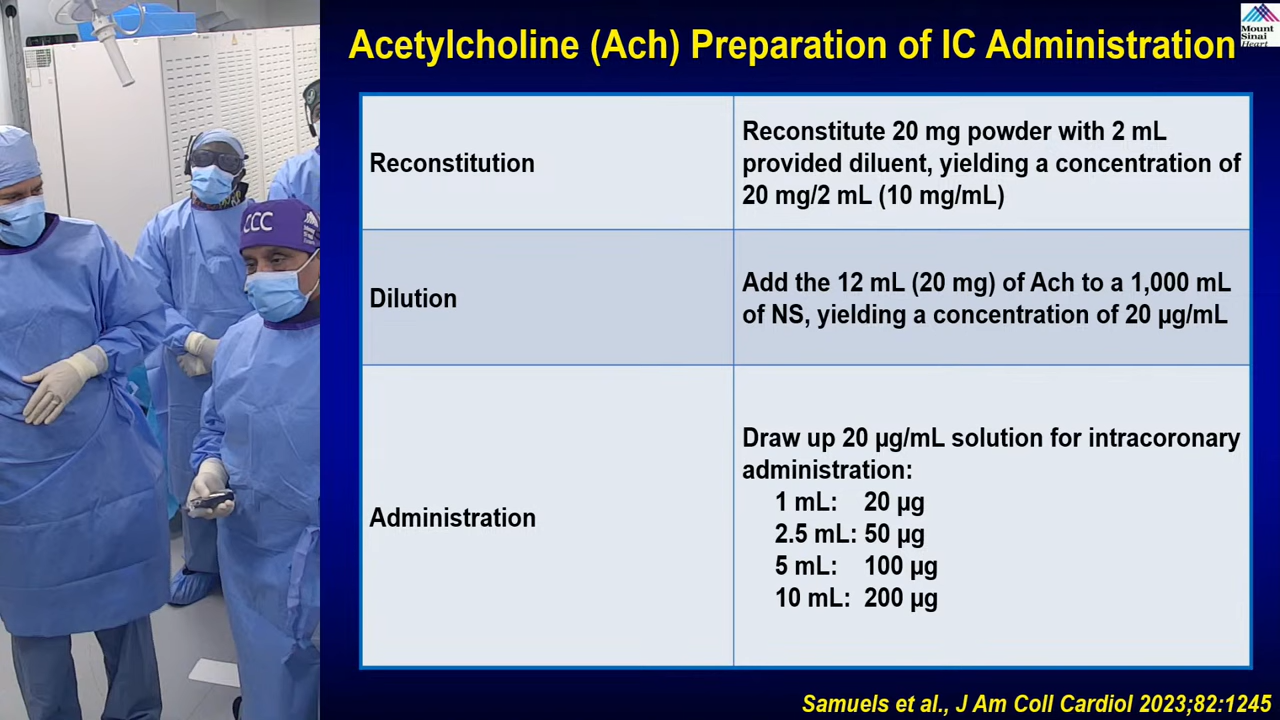 Acetylcholine (Ach) Preparation of IC Administration
Mount
Sinai
Heart
Reconstitution
Reconstitute 20 mg powder with 2 mL
provided diluent, yielding a concentration of
20 mg/2 mL (10 mg/mL)
Dilution
Add the 12 mL (20 mg) of Ach to a 1,000 mL
of NS, yielding a concentration of 20 µg/mL
Administration
Draw up 20 µg/mL solution for intracoronary
administration:
1 mL: 20 µg
2.5 mL: 50 µg
5 mL: 100 µg
10 mL: 200 µg
CCC
Samuels et al., J Am Coll Cardiol 2023;82:1245